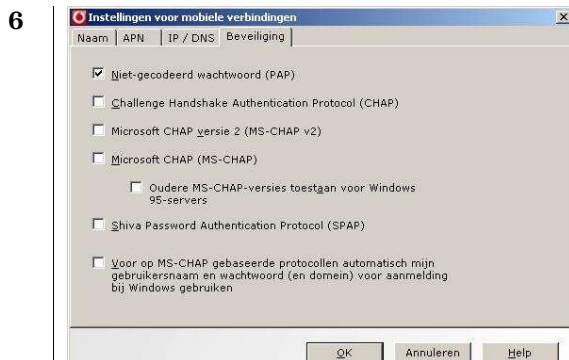 6
Instellingen voor mobiele verbindingen
Naam APN IP / DNS Beveiliging
Niet-gecodeerd wachtwoord (PAP)
Challenge Handshake Authentication Protocol (CHAP)
Microsoft CHAP versie 2 (MS-CHAP v2)
Microsoft CHAP (MS-CHAP)
Oudere MS-CHAP-versies toestaan voor Windows
95-servers
Shiva Password Authentication Protocol (SPAP)
Voor op MS-CHAP gebaseerde protocollen automatisch mijn
gebruikersnaam en wachtwoord (en domein) voor aanmelding
bij Windows gebruiken
OK Annuleren Help